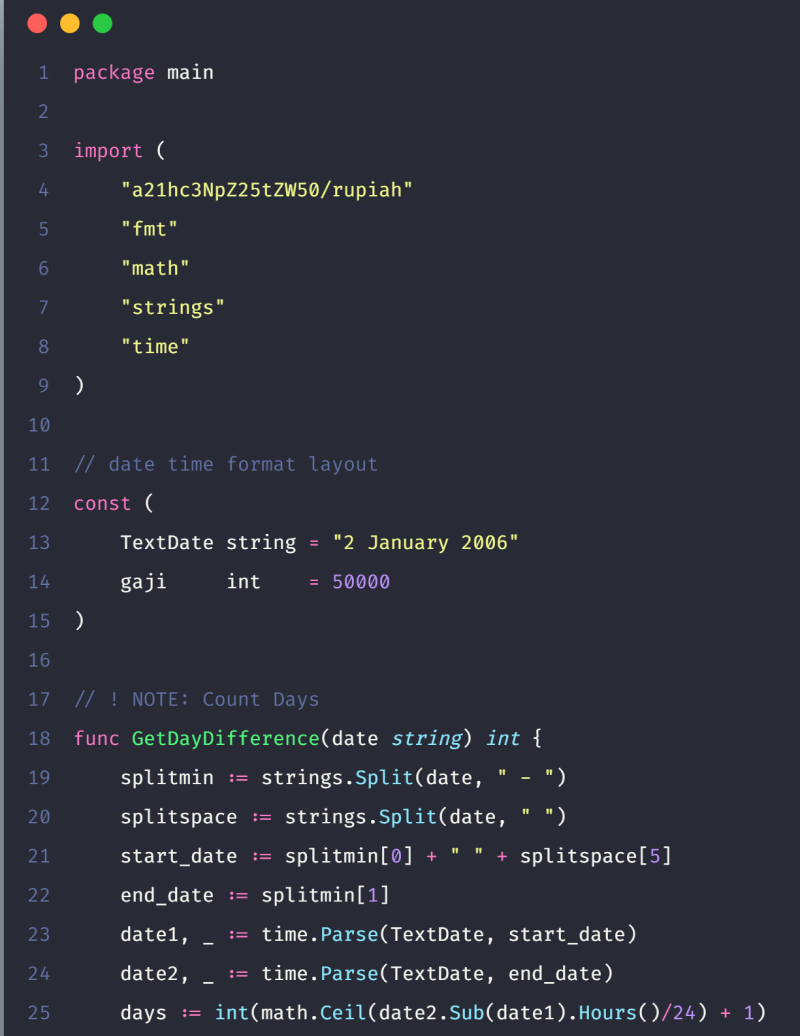 1 package main
2
3 import (
4     "a21hc3NpZ25tZW50/rupiah"
5     "fmt"
6     "math"
7     "strings"
8     "time"
9 )
10
11 // date time format layout
12 const (
13     TextDate string = "2 January 2006"
14     gaji     int    = 50000
15 )
16
17 // ! NOTE: Count Days
18 func GetDayDifference(date string) int {
19     splitmin := strings.Split(date, " - ")
20     splitspace := strings.Split(date, " ")
21     start_date := splitmin[0] + " " + splitspace[5]
22     end_date := splitmin[1]
23     date1, _ := time.Parse(TextDate, start_date)
24     date2, _ := time.Parse(TextDate, end_date)
25     days := int(math.Ceil(date2.Sub(date1).Hours()/24) + 1)